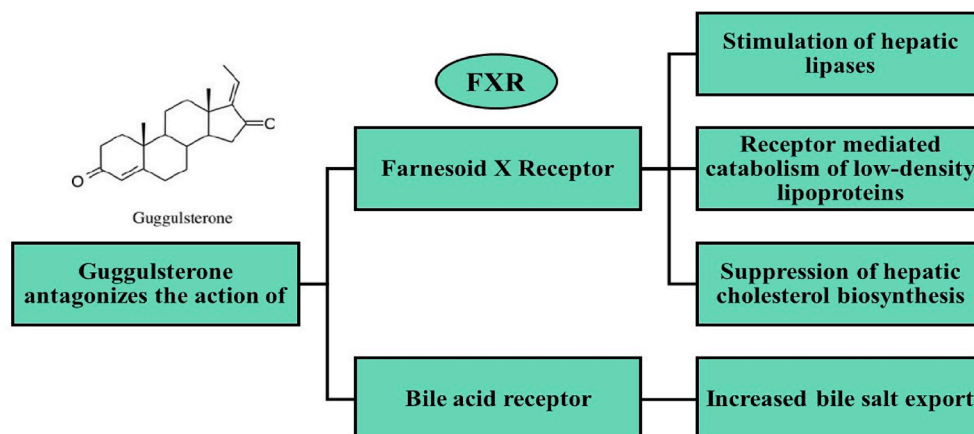 Stimulation of hepatic
lipases
FXR
O
O
Guggulsterone
Farnesoid X Receptor
Receptor mediated
catabolism of low-density
lipoproteins
Guggulsterone
antagonizes the action of
Suppression of hepatic
cholesterol biosynthesis
Bile acid receptor
Increased bile salt export